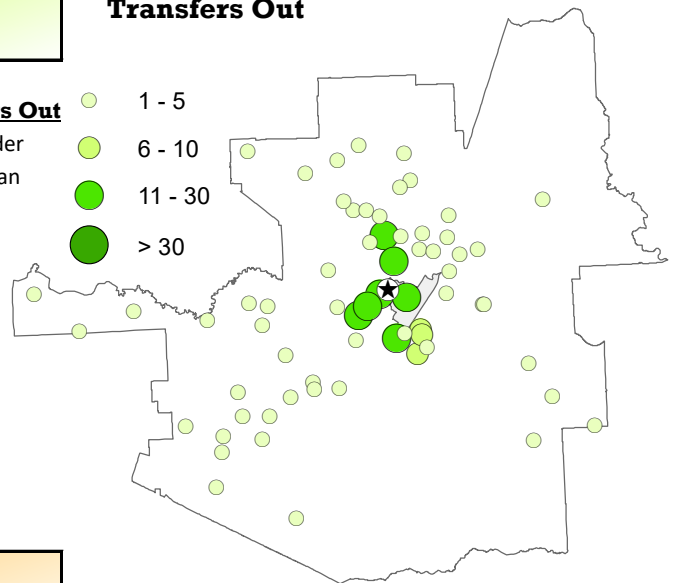 Transfers Out
s Out
der
an
1 - 5
6 - 10
11 - 30
> 30